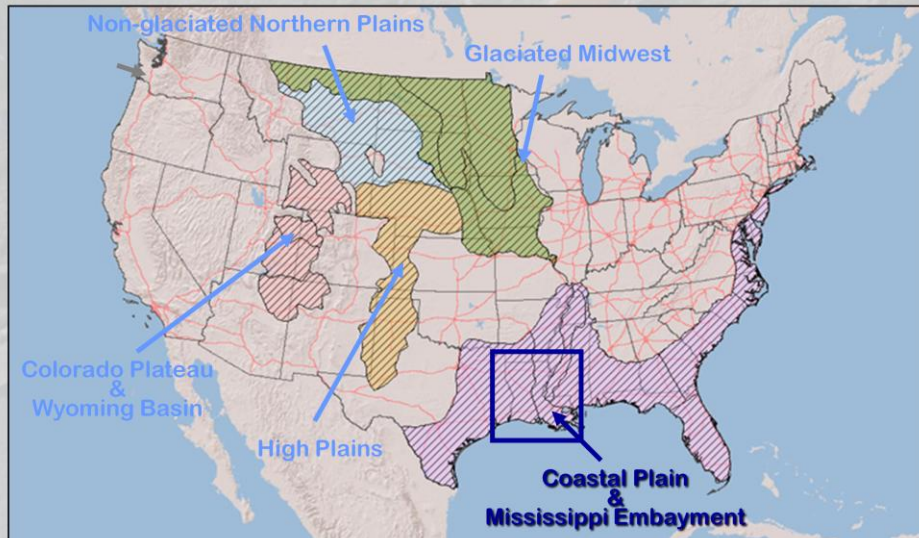 Non-glaciated Northern Plains
Glaciated Midwest
Colorado Plateau
&
Wyoming Basin
High Plains
Coastal Plain
&
Mississippi Embayment